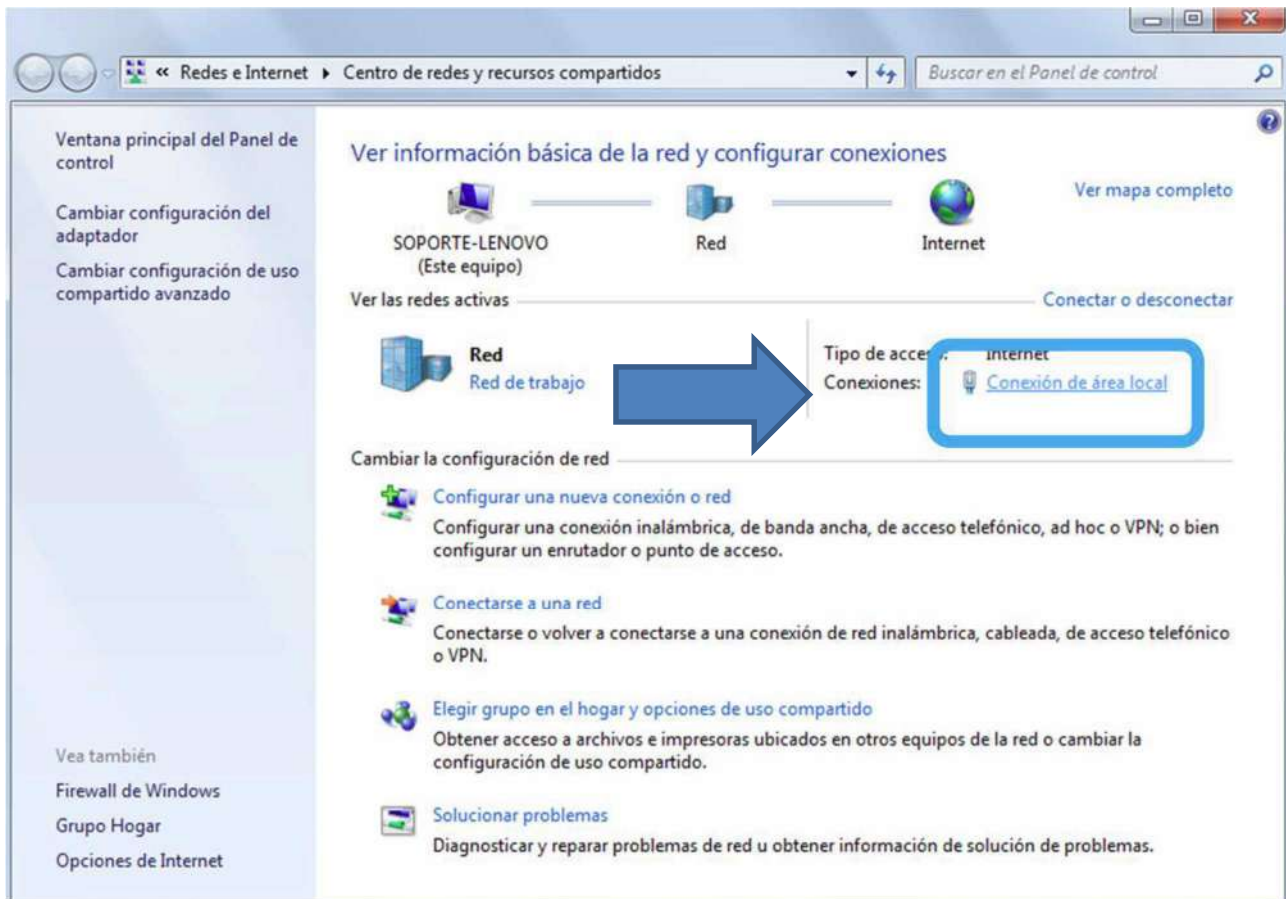 « Redes e Internet ▸ Centro de redes y recursos compartidos
Buscar en el Panel de control
Ventana principal del Panel de
control
Cambiar configuración del
adaptador
Cambiar configuración de uso
compartido avanzado
Vea también
Firewall de Windows
Grupo Hogar
Opciones de Internet
Ver información básica de la red y configurar conexiones
Ver mapa completo
SOPORTE-LENOVO
(Este equipo)
Red
Internet
Ver las redes activas
Conectar o desconectar
Red
Red de trabajo
Tipo de acceso: Internet
Conexiones: Conexión de área local
Cambiar la configuración de red
Configurar una nueva conexión o red
Configurar una conexión inalámbrica, de banda ancha, de acceso telefónico, ad hoc o VPN; o bien
configurar un enrutador o punto de acceso.
Conectarse a una red
Conectarse o volver a conectarse a una conexión de red inalámbrica, cableada, de acceso telefónico
o VPN.
Elegir grupo en el hogar y opciones de uso compartido
Obtener acceso a archivos e impresoras ubicados en otros equipos de la red o cambiar la
configuración de uso compartido.
Solucionar problemas
Diagnosticar y reparar problemas de red u obtener información de solución de problemas.